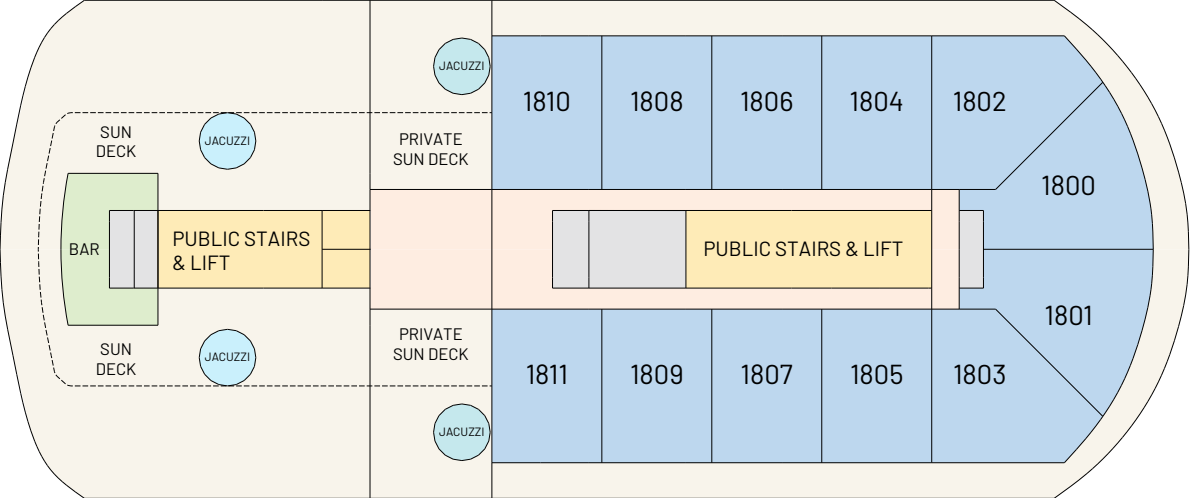 JACUZZI
1810
1808
1806
1804
1802
SUN
DECK
JACUZZI
PRIVATE
SUN DECK
1800
BAR
PUBLIC STAIRS
& LIFT
PUBLIC STAIRS & LIFT
1801
SUN
DECK
JACUZZI
PRIVATE
SUN DECK
1811
1809
1807
1805
1803
JACUZZI